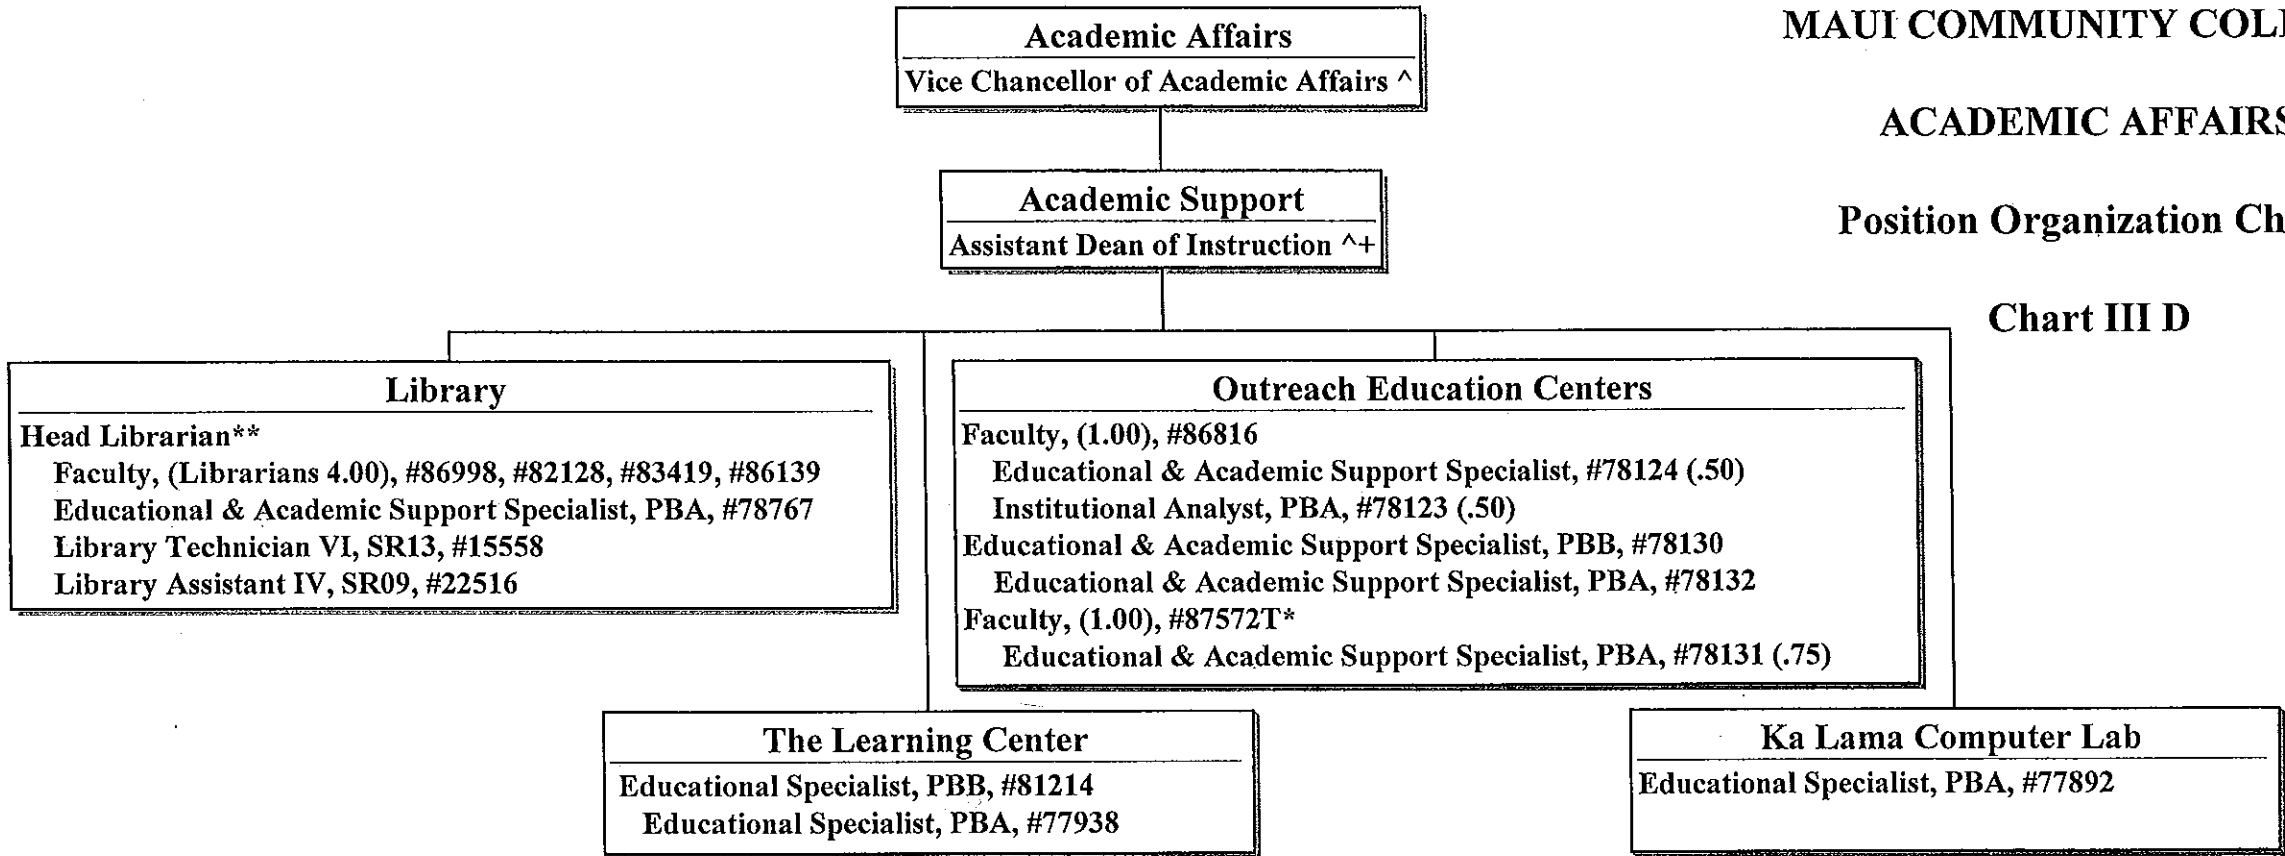 MAUI COMMUNITY
ACADEMIC AFFAIRS
Position Organization
Chart III D
Academic Affairs
Vice Chancellor of Academic Affairs ^
Academic Support
Assistant Dean of Instruction ^+
Library
Head Librarian**
Faculty, (Librarians 4.00), #86998, #82128, #83419, #86139
Educational & Academic Support Specialist, PBA, #78767
Library Technician VI, SR13, #15558
Library Assistant IV, SR09, #22516
Outreach Education Centers
Faculty, (1.00), #86816
Educational & Academic Support Specialist, #78124 (.50)
Institutional Analyst, PBA, #78123 (.50)
Educational & Academic Support Specialist, PBB, #78130
Educational & Academic Support Specialist, PBA, #78132
Faculty, (1.00), #87572T*
Educational & Academic Support Specialist, PBA, #78131 (.75)
The Learning Center
Educational Specialist, PBB, #81214
Educational Specialist, PBA, #77938
Ka Lama Computer Lab
Educational Specialist, PBA, #77892